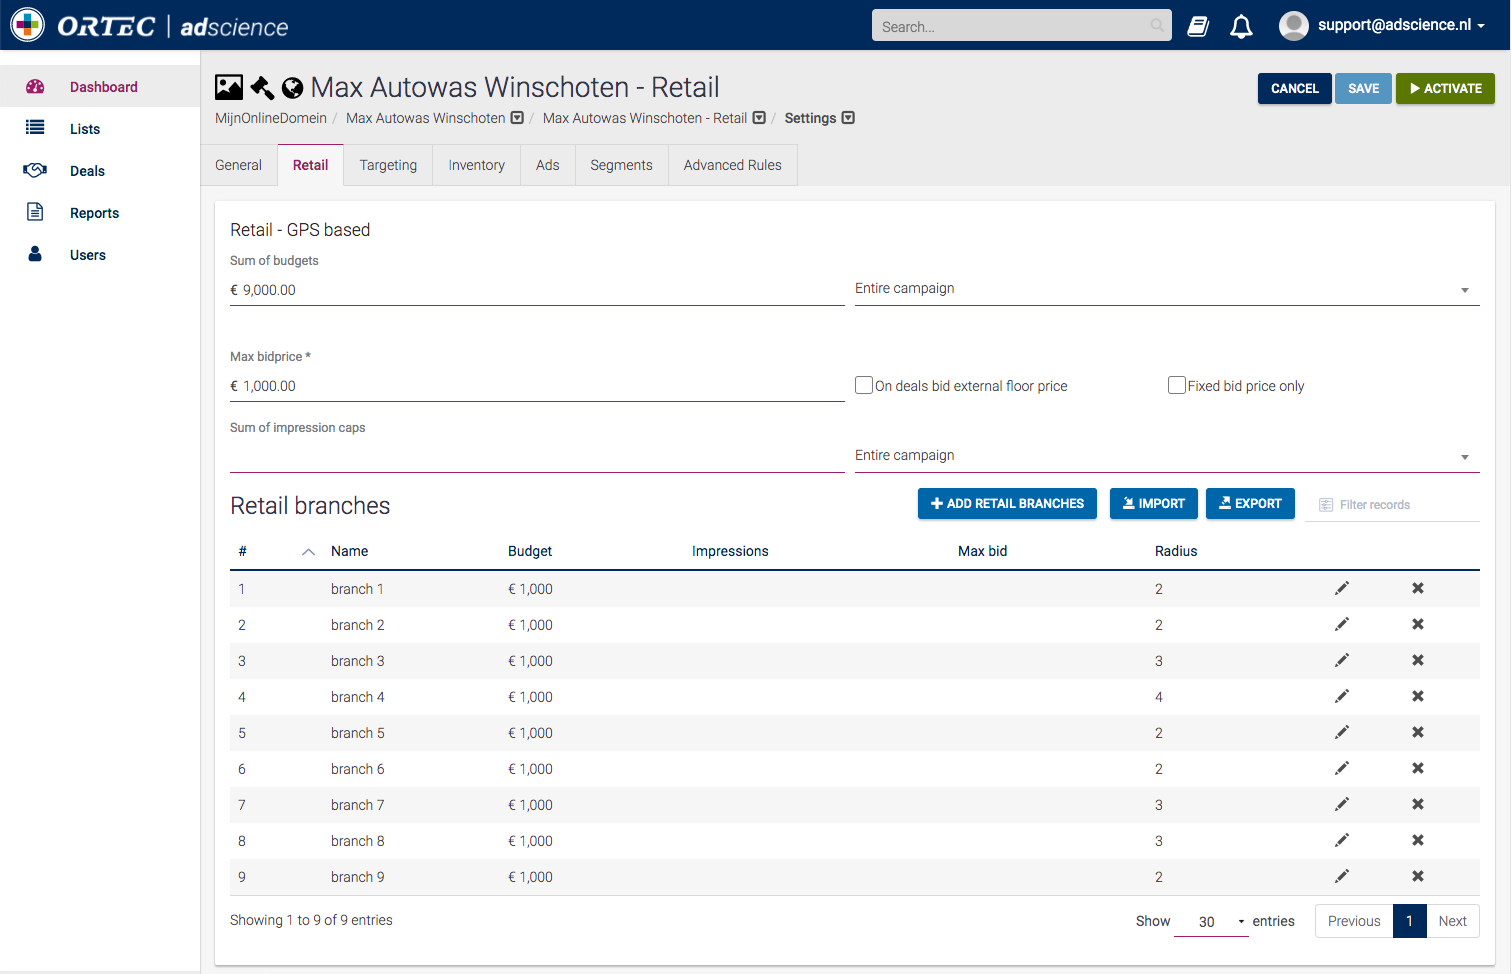 ORTEC | adscience
Search...
support@adscience.nl
Dashboard
Lists
Deals
Reports
Users
Max Autowas Winschoten - Retail
CANCEL SAVE ACTIVATE
MijnOnlineDomein / Max Autowas Winschoten / Max Autowas Winschoten - Retail / Settings
General Retail Targeting Inventory Ads Segments Advanced Rules
Retail - GPS based
Sum of budgets
€ 9,000.00 Entire campaign
Max bidprice *
€ 1,000.00 On deals bid external floor price Fixed bid price only
Sum of impression caps
Entire campaign
Retail branches ADD RETAIL BRANCHES IMPORT EXPORT Filter records
# Name Budget Impressions Max bid Radius
1 branch 1 € 1,000 2
2 branch 2 € 1,000 2
3 branch 3 € 1,000 3
4 branch 4 € 1,000 4
5 branch 5 € 1,000 2
6 branch 6 € 1,000 2
7 branch 7 € 1,000 3
8 branch 8 € 1,000 3
9 branch 9 € 1,000 2
Showing 1 to 9 of 9 entries Show 30 entries Previous 1 Next